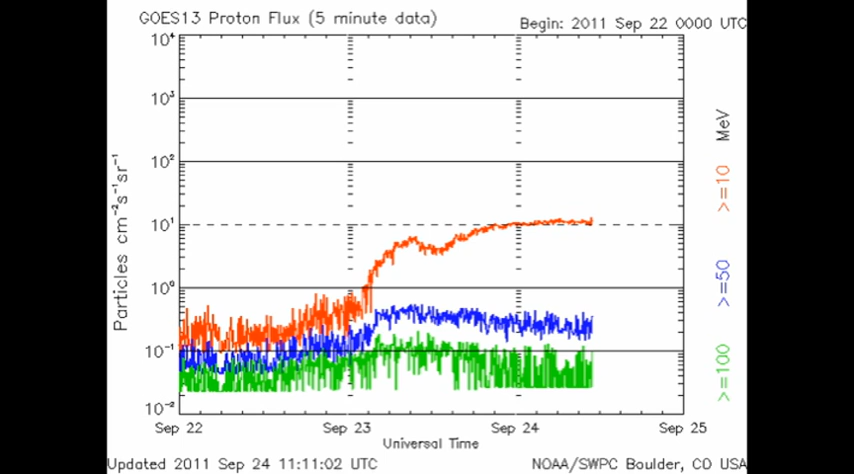 GOES13 Proton Flux (5 minute data)
Begin: 2011 Sep 22 0000 UTC
10⁴
10³
10²
10¹
10⁰
10⁻¹
10⁻²
Particles cm⁻²s⁻¹sr⁻¹
MeV
>=10
>=50
>=100
Sep 22
Sep 23
Sep 24
Sep 25
Universal Time
Updated 2011 Sep 24 11:11:02 UTC
NOAA/SWPC Boulder, CO USA